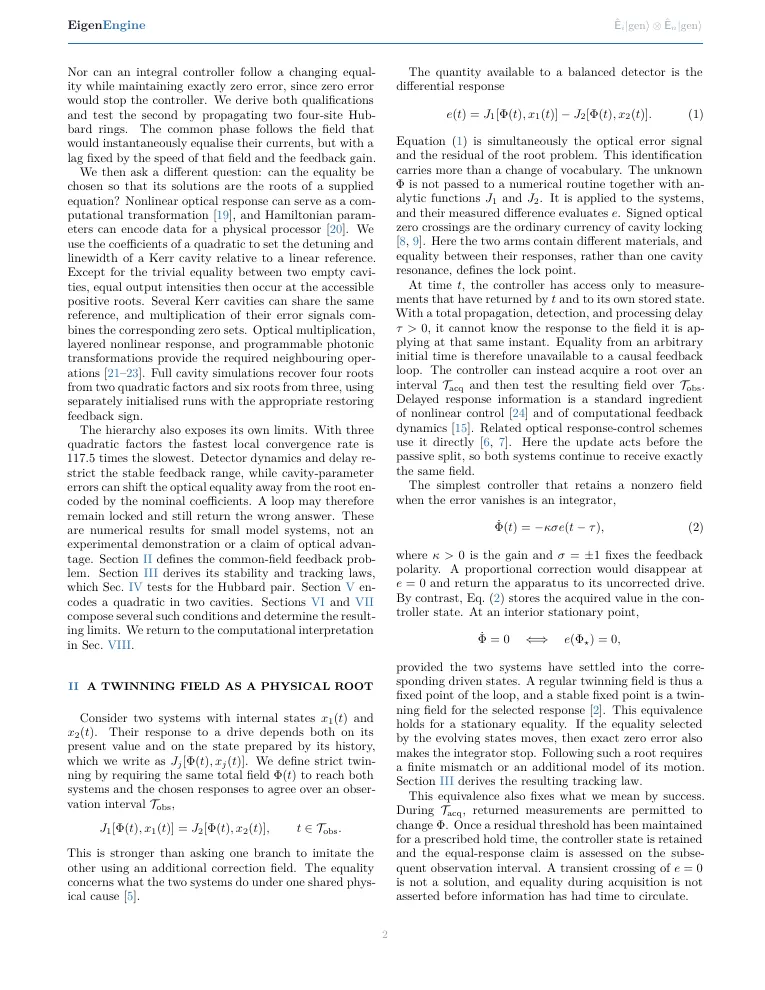 EigenEngine
Ê_i|gen⟩ ⊗ Ê_n|gen⟩
Nor can an integral controller follow a changing equal-
ity while maintaining exactly zero error, since zero error
would stop the controller. We derive both qualifications
and test the second by propagating two four-site Hub-
bard rings. The common phase follows the field that
would instantaneously equalise their currents, but with a
lag fixed by the speed of that field and the feedback gain.
We then ask a different question: can the equality be
chosen so that its solutions are the roots of a supplied
equation? Nonlinear optical response can serve as a com-
putational transformation [19], and Hamiltonian param-
eters can encode data for a physical processor [20]. We
use the coefficients of a quadratic to set the detuning and
linewidth of a Kerr cavity relative to a linear reference.
Except for the trivial equality between two empty cavi-
ties, equal output intensities then occur at the accessible
positive roots. Several Kerr cavities can share the same
reference, and multiplication of their error signals com-
bines the corresponding zero sets. Optical multiplication,
layered nonlinear response, and programmable photonic
transformations provide the required neighbouring oper-
ations [21–23]. Full cavity simulations recover four roots
from two quadratic factors and six roots from three, using
separately initialised runs with the appropriate restoring
feedback sign.
The hierarchy also exposes its own limits. With three
quadratic factors the fastest local convergence rate is
117.5 times the slowest. Detector dynamics and delay re-
strict the stable feedback range, while cavity-parameter
errors can shift the optical equality away from the root en-
coded by the nominal coefficients. A loop may therefore
remain locked and still return the wrong answer. These
are numerical results for small model systems, not an
experimental demonstration or a claim of optical advan-
tage. Section II defines the common-field feedback prob-
lem. Section III derives its stability and tracking laws,
which Sec. IV tests for the Hubbard pair. Section V en-
codes a quadratic in two cavities. Sections VI and VII
compose several such conditions and determine the result-
ing limits. We return to the computational interpretation
in Sec. VIII.
II A TWINNING FIELD AS A PHYSICAL ROOT
Consider two systems with internal states x₁(t) and
x₂(t). Their response to a drive depends both on its
present value and on the state prepared by its history,
which we write as J_j[Φ(t), x_j(t)]. We define strict twin-
ning by requiring the same total field Φ(t) to reach both
systems and the chosen responses to agree over an obser-
vation interval 𝒯_obs,
J₁[Φ(t), x₁(t)] = J₂[Φ(t), x₂(t)], t ∈ 𝒯_obs.
This is stronger than asking one branch to imitate the
other using an additional correction field. The equality
concerns what the two systems do under one shared phys-
ical cause [5].
The quantity available to a balanced detector is the
differential response
e(t) = J₁[Φ(t), x₁(t)] − J₂[Φ(t), x₂(t)]. (1)
Equation (1) is simultaneously the optical error signal
and the residual of the root problem. This identification
carries more than a change of vocabulary. The unknown
Φ is not passed to a numerical routine together with an-
alytic functions J₁ and J₂. It is applied to the systems,
and their measured difference evaluates e. Signed optical
zero crossings are the ordinary currency of cavity locking
[8, 9]. Here the two arms contain different materials, and
equality between their responses, rather than one cavity
resonance, defines the lock point.
At time t, the controller has access only to measure-
ments that have returned by t and to its own stored state.
With a total propagation, detection, and processing delay
τ > 0, it cannot know the response to the field it is ap-
plying at that same instant. Equality from an arbitrary
initial time is therefore unavailable to a causal feedback
loop. The controller can instead acquire a root over an
interval 𝒯_acq and then test the resulting field over 𝒯_obs.
Delayed response information is a standard ingredient
of nonlinear control [24] and of computational feedback
dynamics [15]. Related optical response-control schemes
use it directly [6, 7]. Here the update acts before the
passive split, so both systems continue to receive exactly
the same field.
The simplest controller that retains a nonzero field
when the error vanishes is an integrator,
Φ̇(t) = −κσe(t − τ), (2)
where κ > 0 is the gain and σ = ±1 fixes the feedback
polarity. A proportional correction would disappear at
e = 0 and return the apparatus to its uncorrected drive.
By contrast, Eq. (2) stores the acquired value in the con-
troller state. At an interior stationary point,
Φ̇ = 0 ⟺ e(Φ⋆) = 0,
provided the two systems have settled into the corre-
sponding driven states. A regular twinning field is thus a
fixed point of the loop, and a stable fixed point is a twin-
ning field for the selected response [2]. This equivalence
holds for a stationary equality. If the equality selected
by the evolving states moves, then exact zero error also
makes the integrator stop. Following such a root requires
a finite mismatch or an additional model of its motion.
Section III derives the resulting tracking law.
This equivalence also fixes what we mean by success.
During 𝒯_acq, returned measurements are permitted to
change Φ. Once a residual threshold has been maintained
for a prescribed hold time, the controller state is retained
and the equal-response claim is assessed on the subse-
quent observation interval. A transient crossing of e = 0
is not a solution, and equality during acquisition is not
asserted before information has had time to circulate.
2